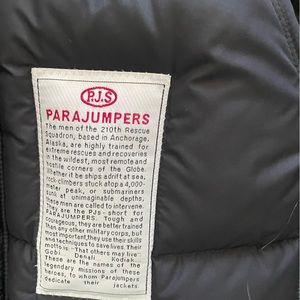 P.J.S
PARAJUMPERS
The men of the 210th Rescue
Squadron, based in Anchorage,
Alaska, are highly trained for
extreme rescues and recoveries
in the wildest, most remote and
hostile corners of the Globe.
Whether it be ships adrift at sea,
rock-climbers stuck atop a 4,000-
meter peak, or submariners
sunk at unimaginable depths,
these men are called to intervene.
They are the PJs - short for
PARAJUMPERS. Tough and
courageous, they are better trained
than any other military corps, but
most important, they use their skills
and techniques to save lives. Their
motto is "That others may live"
Gobi Denali Kodiak...
These are the names of the
legendary missions of these
heroes, to whom Parajumpers
dedicate their jackets